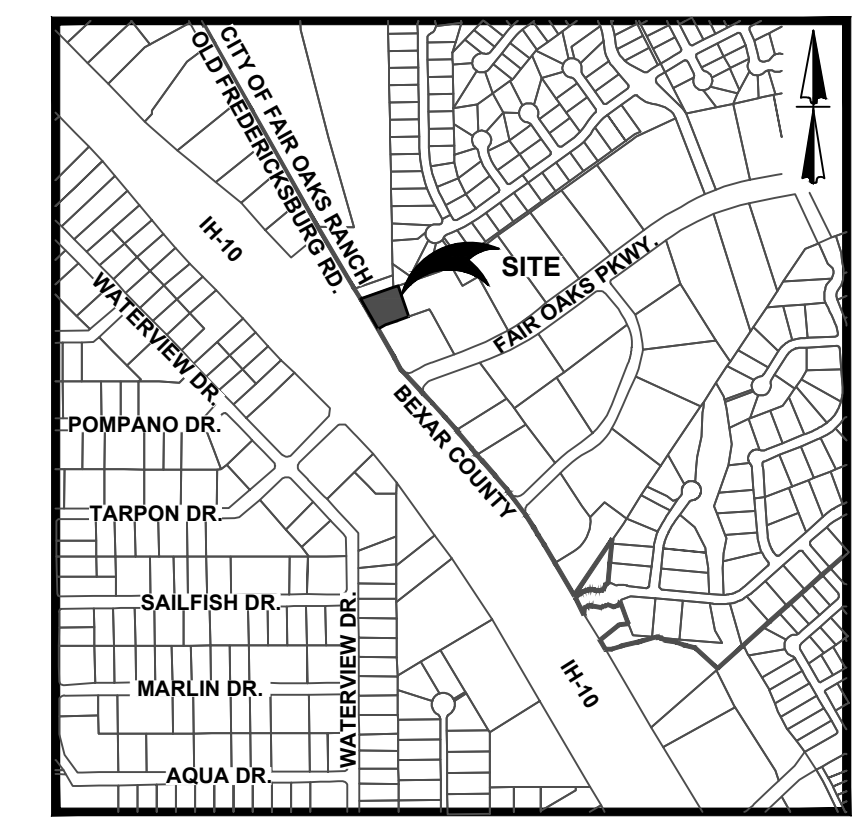 CITY OF FAIR OAKS RANCH
OLD FREDERICKSBURG RD.
IH-10
SITE
FAIR OAKS PKWY.
WATERVIEW DR.
BEXAR COUNTY
POMPANO DR.
TARPON DR.
SAILFISH DR.
WATERVIEW DR.
MARLIN DR.
IH-10
AQUA DR.